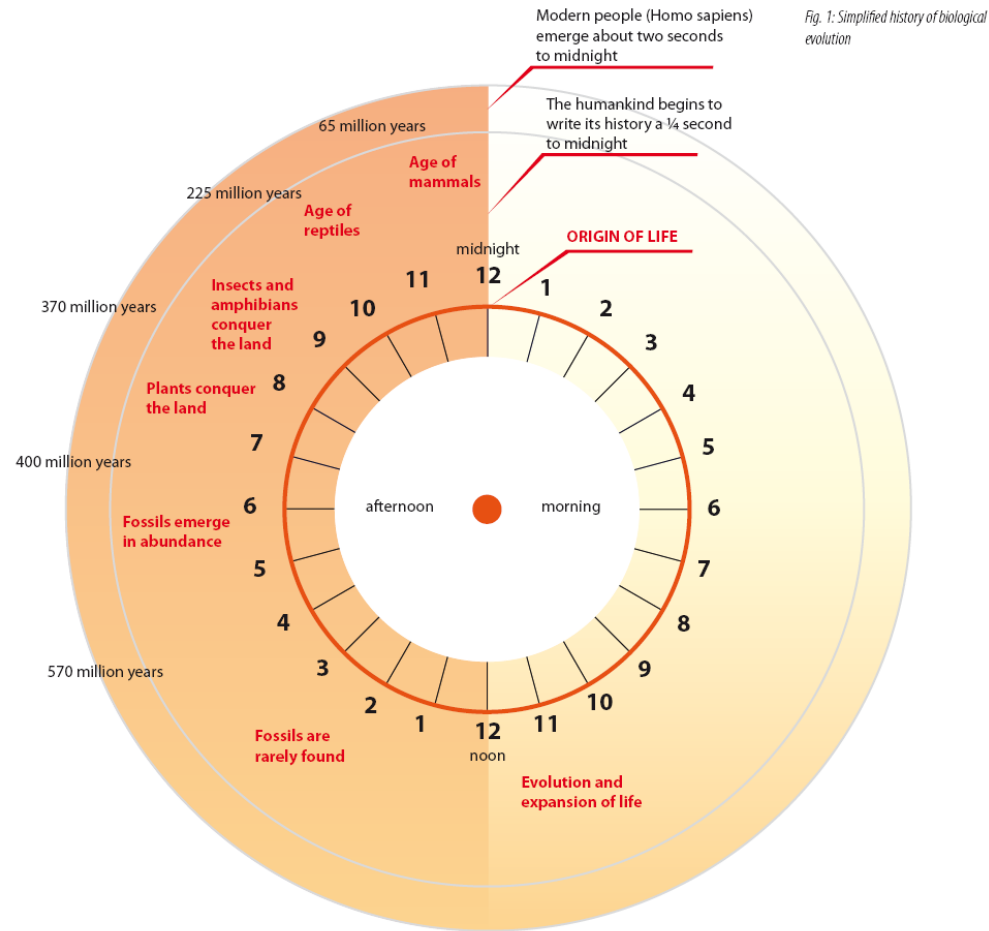 Modern people (Homo sapiens)
emerge about two seconds
to midnight
Fig. 1: Simplified history of biological
evolution
The humankind begins to
write its history a ¼ second
to midnight
65 million years
Age of
mammals
225 million years
Age of
reptiles
ORIGIN OF LIFE
midnight
12
1
2
3
4
5
6
7
8
9
10
11
12
noon
1
2
3
4
5
6
7
8
9
10
11
Insects and
amphibians
conquer
the land
370 million years
Plants conquer
the land
400 million years
afternoon
morning
Fossils emerge
in abundance
570 million years
Fossils are
rarely found
Evolution and
expansion of life